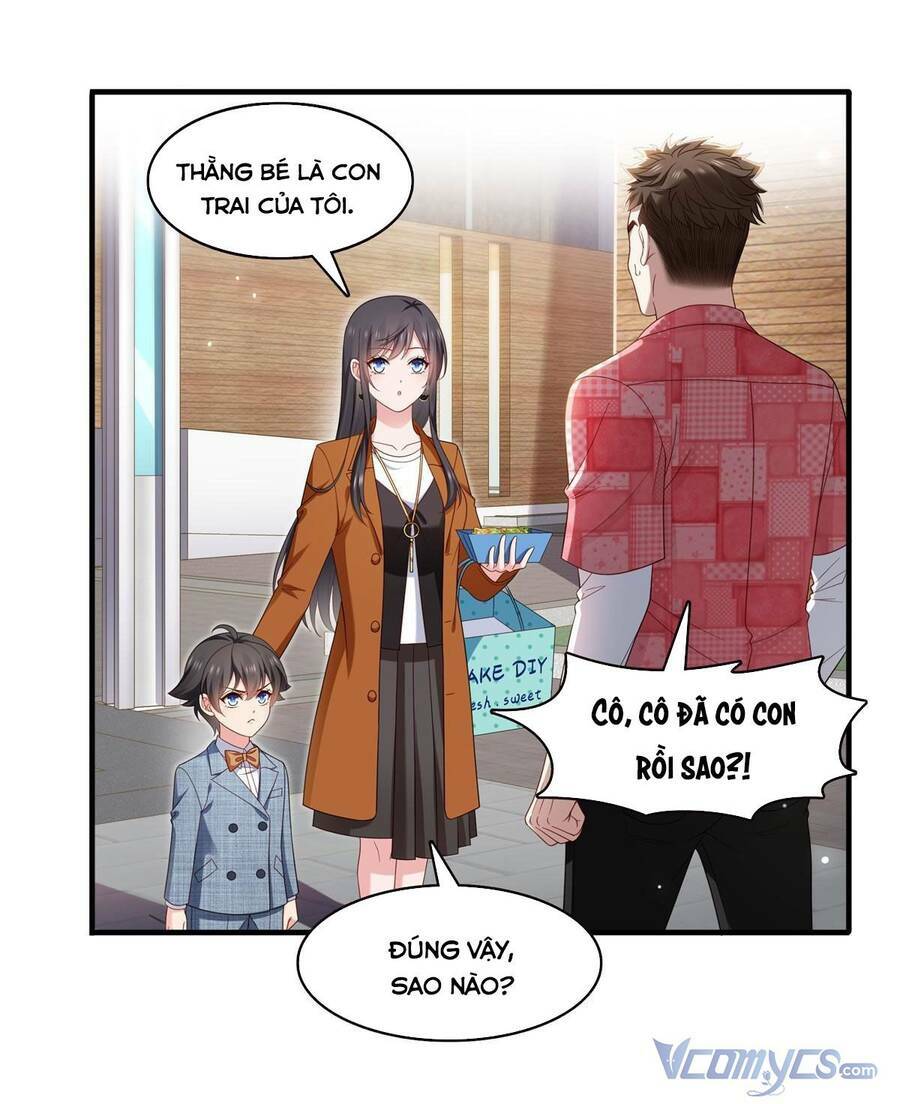 THẰNG BÉ LÀ CON
TRAI CỦA TÔI.
AKE DIY
esh. sweet
CÔ, CÔ ĐÃ CÓ CON
RỒI SAO?!
ĐÚNG VẬY,
SAO NÀO?
VCOMYCS.com